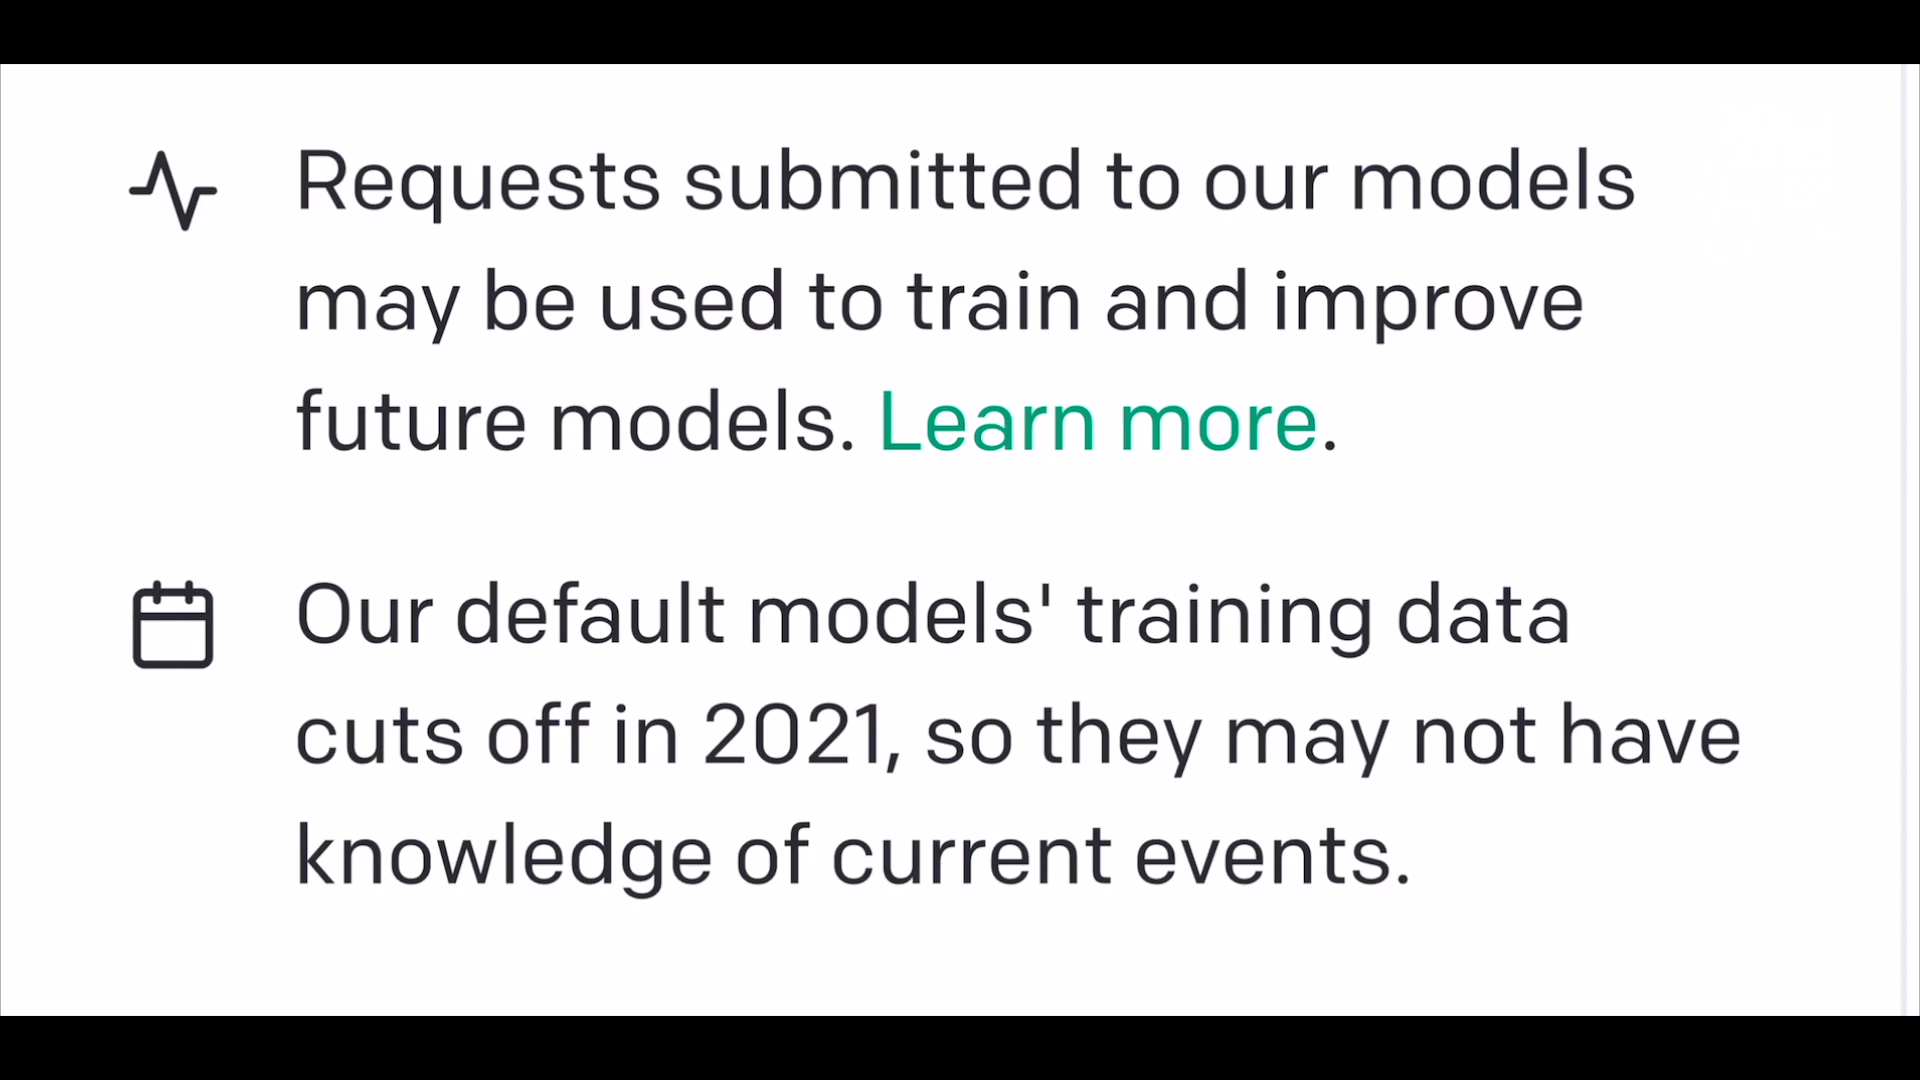 Requests submitted to our models
may be used to train and improve
future models. Learn more.
Our default models' training data
cuts off in 2021, so they may not have
knowledge of current events.